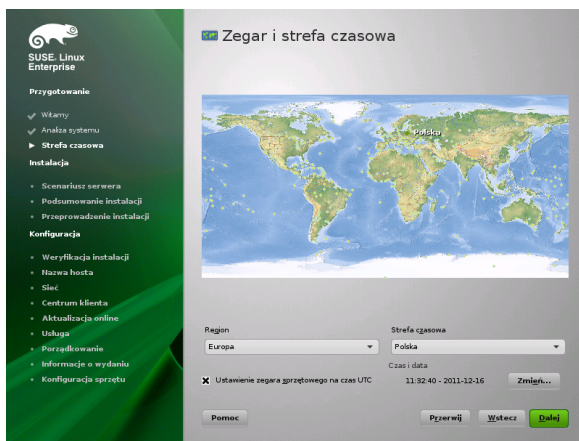 SUSE. Linux
Enterprise
Przygotowanie
Witamy
Analiza systemu
Strefa czasowa
Instalacja
Scenariusz serwera
Podsumowanie instalacji
Przeprowadzenie instalacji
Konfiguracja
Weryfikacja instalacji
Nazwa hosta
Sieć
Centrum klienta
Aktualizacja online
Usługa
Porządkowanie
Informacje o wydaniu
Konfiguracja sprzętu
Zegar i strefa czasowa
Polska
Region
Europa
Strefa czasowa
Polska
Ustawienie zegara sprzętowego na czas UTC
Czas i data
11:32:40 - 2011-12-16
Zmień...
Pomoc
Przerwij
Wstecz
Dalej